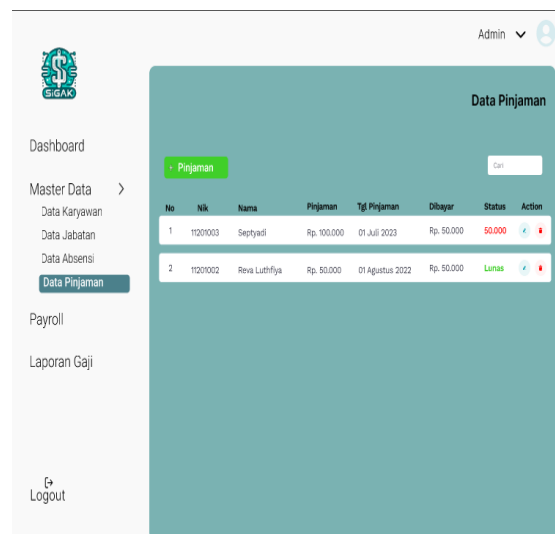 Admin
SiGAK
Data Pinjaman
Dashboard
Master Data >
Data Karyawan
Data Jabatan
Data Absensi
Data Pinjaman
Payroll
Laporan Gaji
Logout
Pinjaman
Cari
No Nik Nama Pinjaman Tgl Pinjaman Dibayar Status Action
1 11201003 Septyadi Rp. 100.000 01 Juli 2023 Rp. 50.000 50.000
2 11201002 Reva Luthfiya Rp. 50.000 01 Agustus 2022 Rp. 50.000 Lunas